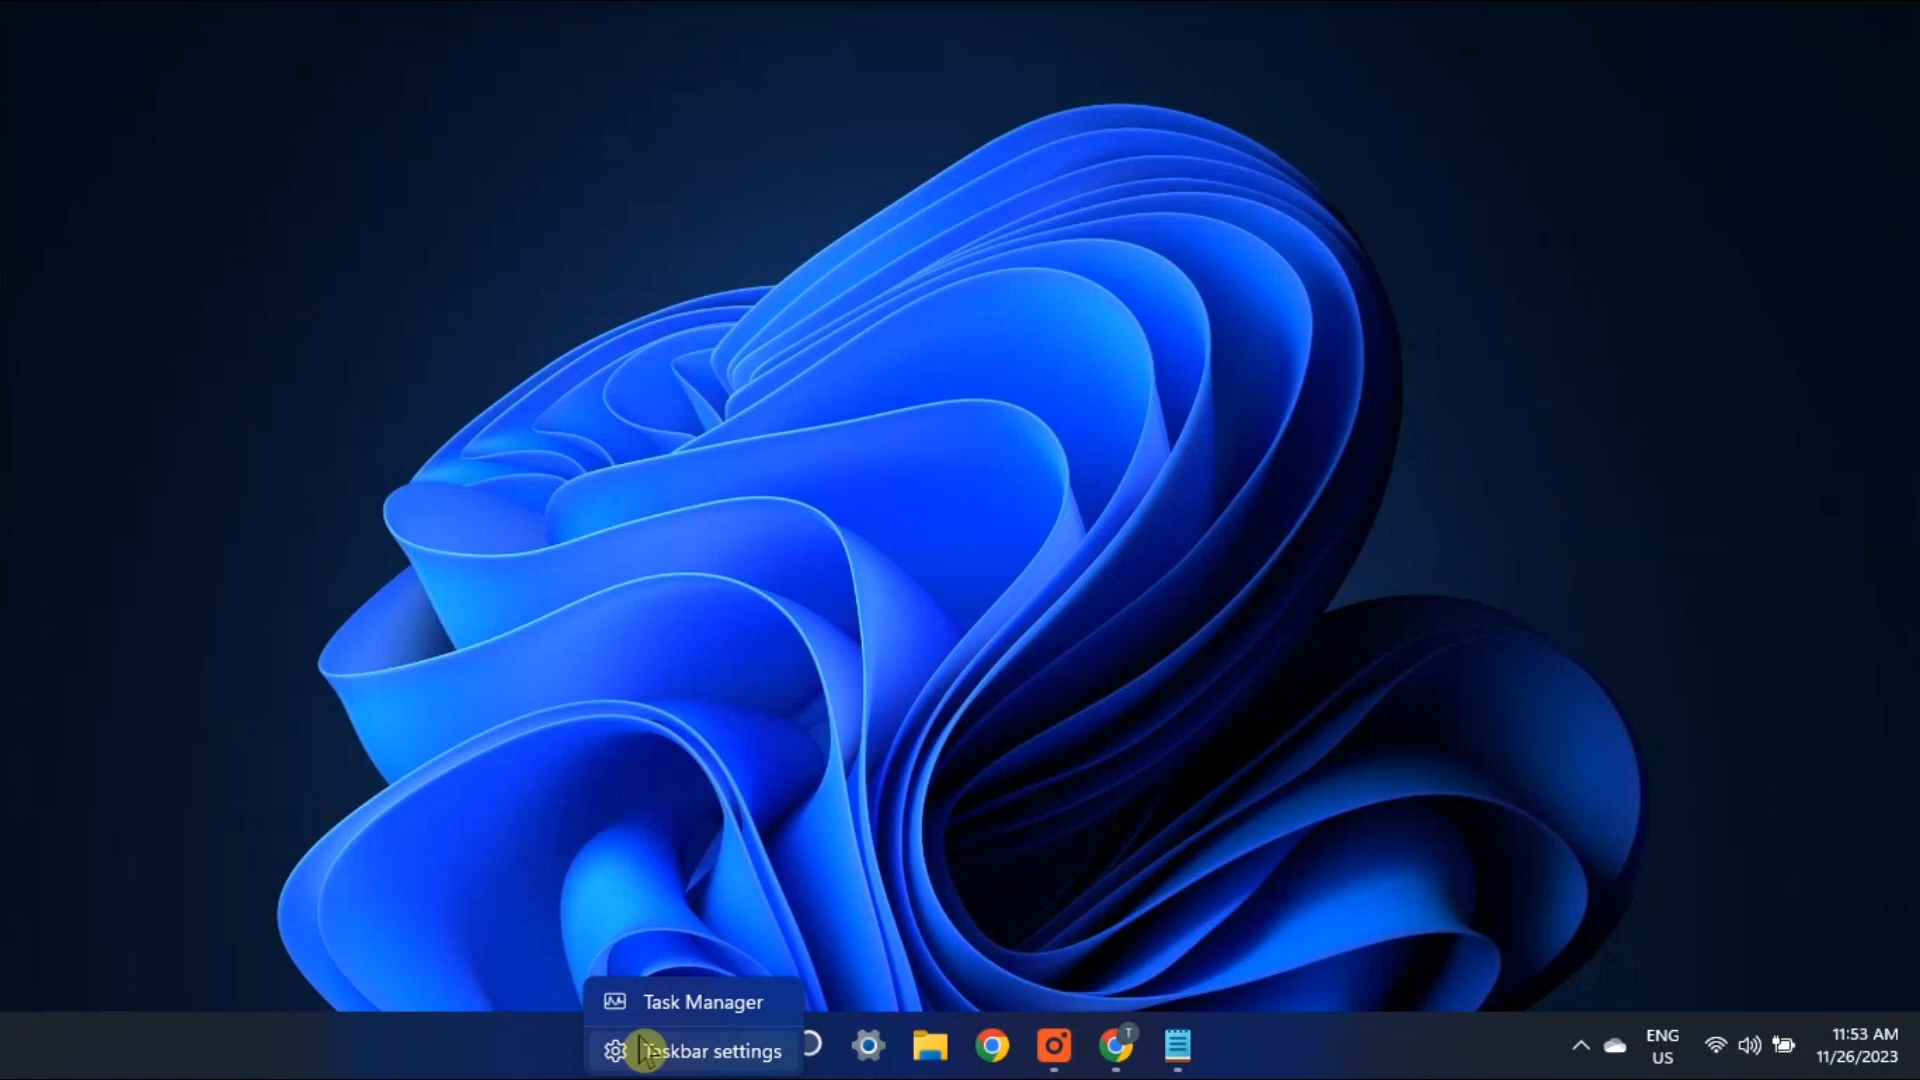 Task Manager
Taskbar settings
T
ENG
US
11:53 AM
11/26/2023